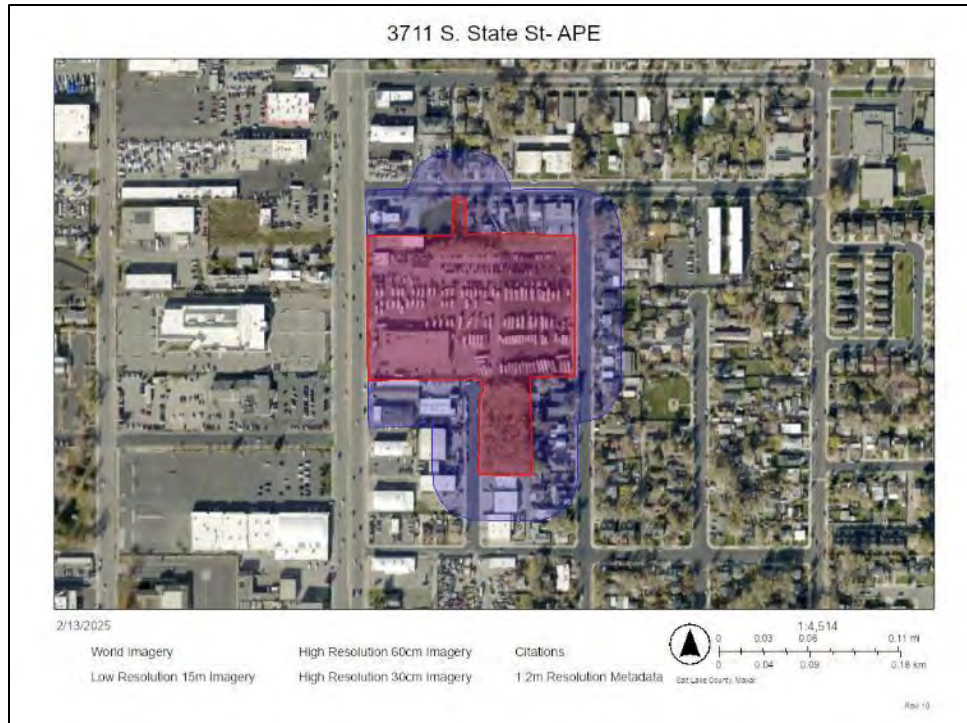 3711 S. State St- APE
2/13/2025
World Imagery
Low Resolution 15m Imagery
High Resolution 60cm Imagery
High Resolution 30cm Imagery
Citations
1.2m Resolution Metadata
1:4,514
0 0.03 0.06 0.11 mi
0 0.04 0.09 0.18 km
Salt Lake County, Maxar